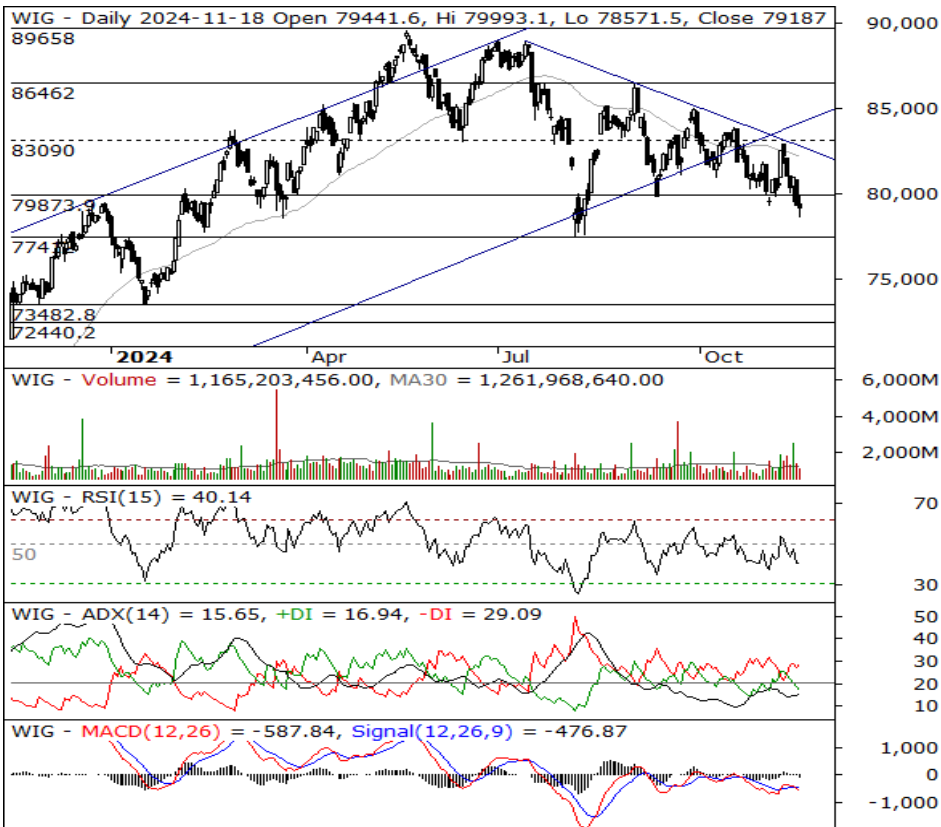 WIG - Daily 2024-11-18 Open 79441.6, Hi 79993.1, Lo 78571.5, Close 79187
90,000
89658
86462
85,000
83090
80,000
79873.9
75,000
73482.8
72440.2
2024 Apr Jul Oct
WIG - Volume = 1,165,203,456.00, MA30 = 1,261,968,640.00
6,000M
4,000M
2,000M
WIG - RSI(15) = 40.14
70
50
30
WIG - ADX(14) = 15.65, +DI = 16.94, -DI = 29.09
50
40
30
20
10
WIG - MACD(12,26) = -587.84, Signal(12,26,9) = -476.87
1,000
0
-1,000